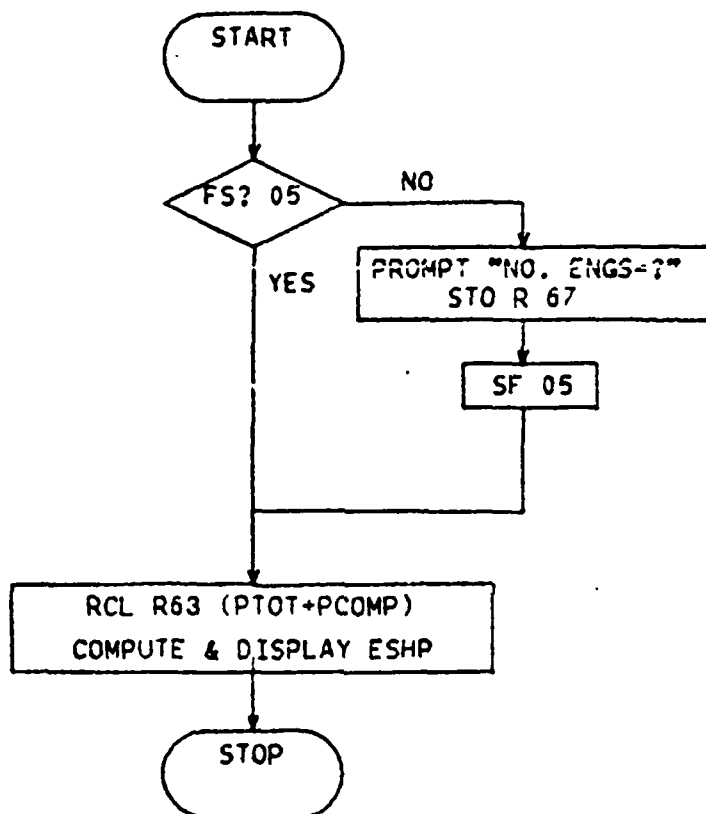 START
FS? 05
NO
YES
PROMPT "NO. ENGS=?"
STO R 67
SF 05
RCL R63 (PTOT+PCOMP)
COMPUTE & DISPLAY ESHP
STOP